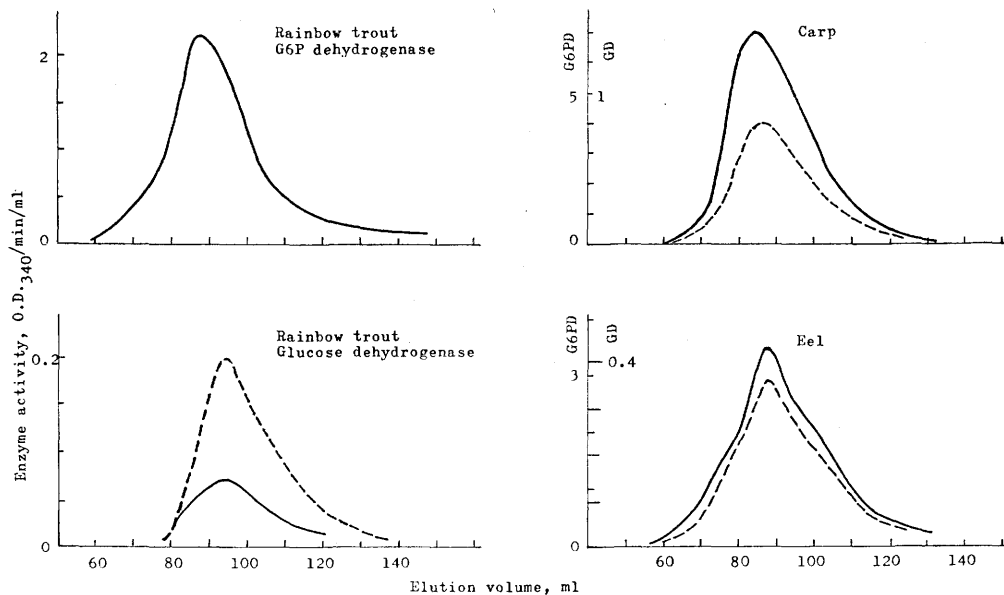 Rainbow trout
G6P dehydrogenase
2
0
Carp
G6PD
GD
5
1
0
Rainbow trout
Glucose dehydrogenase
0.2
0
60
80
100
120
140
Eel
G6PD
GD
3
0.4
0
60
80
100
120
140
Enzyme activity, O.D.340/min/ml
Elution volume, ml